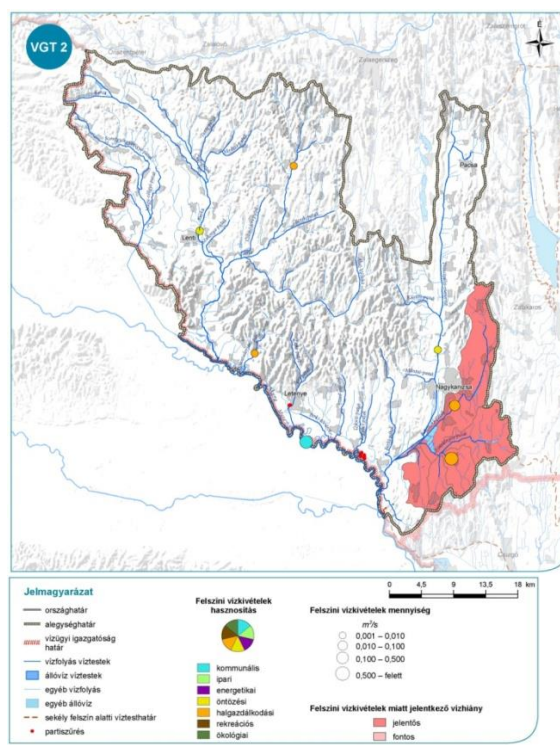 VGT 2
Zalaegerszeg
Pacsa
Lenti
Zalakaros
Nagykanizsa
Letenye
Csurgó
Jelmagyarázat
országhatár
alegységhatár
vízügyi igazgatóság
határ
vízfolyás víztestek
állóvíz víztestek
egyéb vízfolyás
egyéb állóvíz
sekély felszín alatti víztesthatár
partiszűrés
Felszíni vízkivételek
hasznosítás
kommunális
ipari
energetikai
öntözési
halgazdálkodási
rekreációs
ökológiai
0 4,5 9 13,5 18
km
Felszíni vízkivételek mennyiség
m³/s
0,001 – 0,010
0,010 – 0,100
0,100 – 0,500
0,500 – felett
Felszíni vízkivételek miatt jelentkező vízhiány
jelentős
fontos